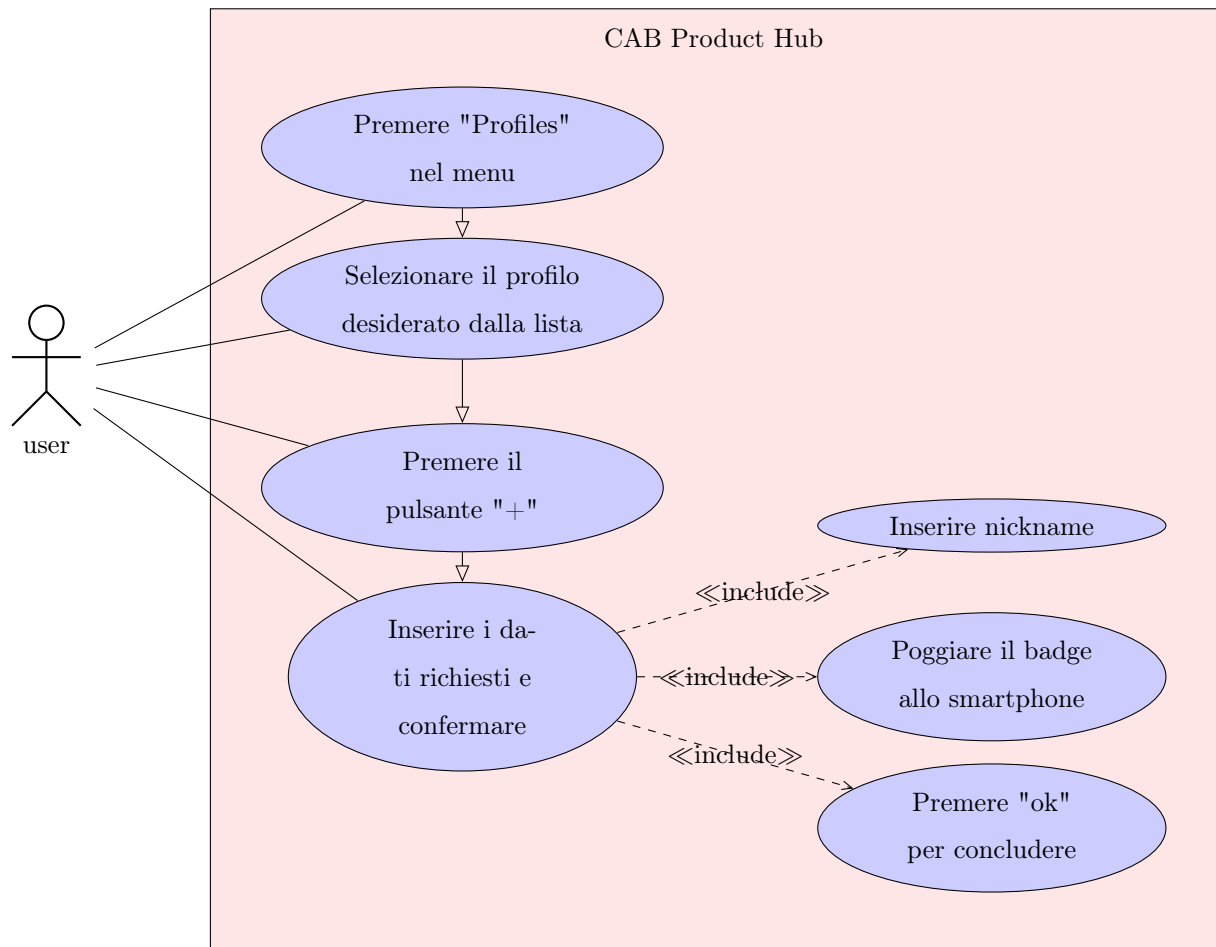 CAB Product Hub
Premere "Profiles"
nel menu
Selezionare il profilo
desiderato dalla lista
user
Premere il
pulsante "+"
Inserire nickname
≪include≫
Inserire i da-
ti richiesti e
confermare
≪include≫
Poggiare il badge
allo smartphone
≪include≫
Premere "ok"
per concludere